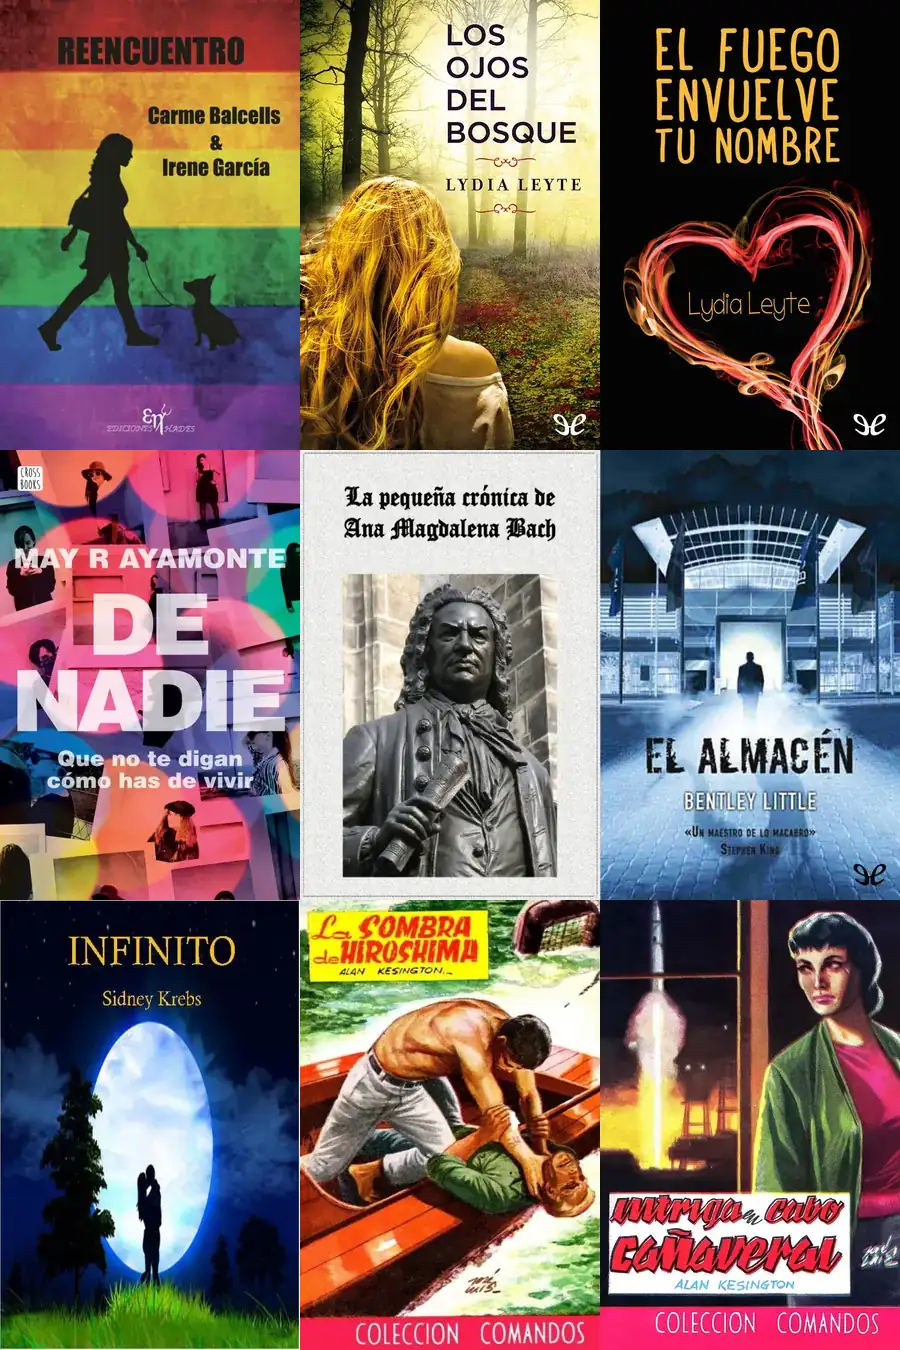 REENCUENTRO
Carme Balcells
&
Irene García
EDICIONES HADES
LOS
OJOS
DEL
BOSQUE
LYDIA LEYTE
EL FUEGO
ENVUELVE
TU NOMBRE
Lydia Leyte
CROSS
BOOKS
MAY R AYAMONTE
DE
NADIE
Que no te digan
cómo has de vivir
La pequeña crónica de
Ana Magdalena Bach
EL ALMACÉN
BENTLEY LITTLE
«UN MAESTRO DE LO MACABRO»
STEPHEN KING
INFINITO
Sidney Krebs
La SOMBRA
de HIROSHIMA
ALAN KESINGTON...
COLECCION COMANDOS
intriga en cabo
cañaveral
ALAN KESINGTON
COLECCION COMANDOS